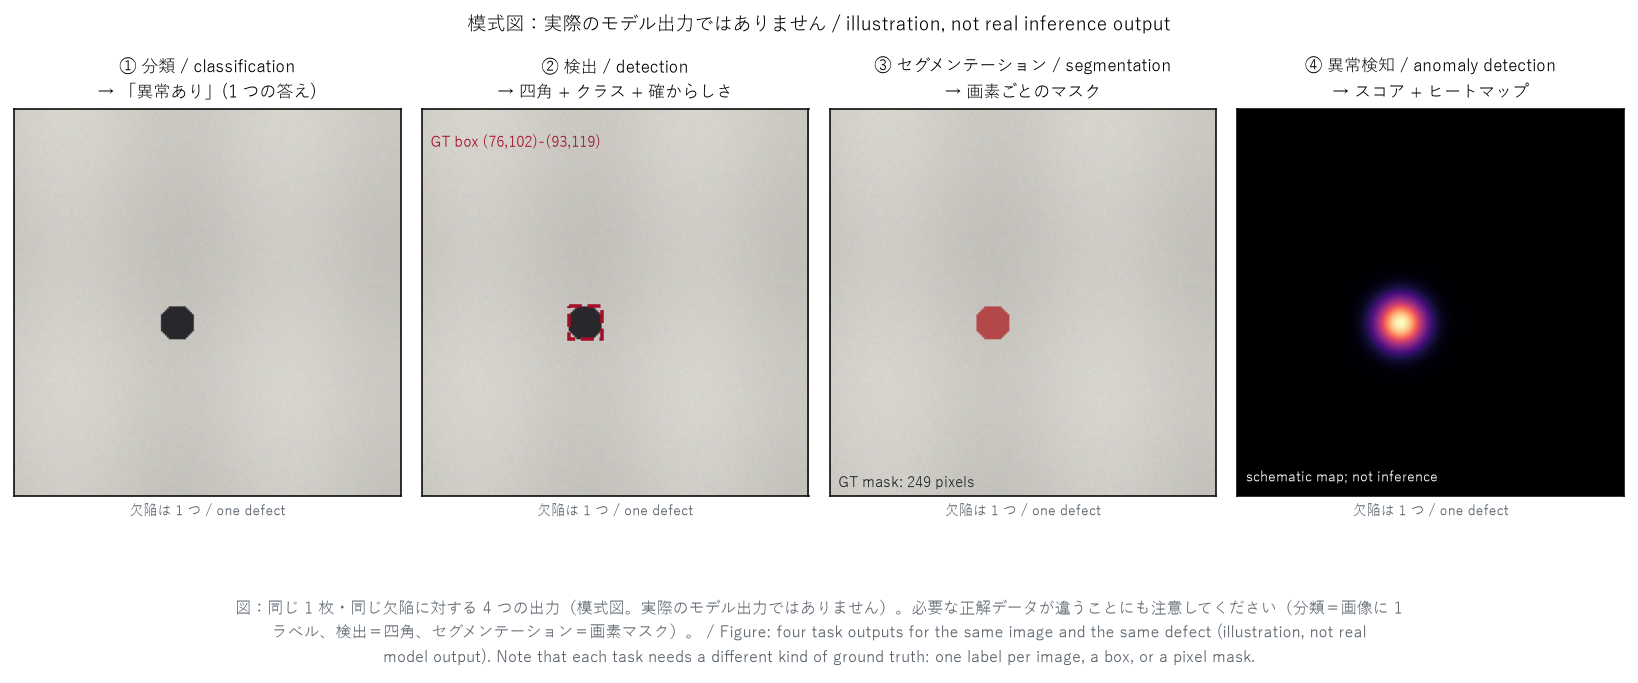 模式図：実際のモデル出力ではありません / illustration, not real inference output
① 分類 / classification
→ 「異常あり」(1 つの答え)
② 検出 / detection
→ 四角 + クラス + 確からしさ
③ セグメンテーション / segmentation
→ 画素ごとのマスク
④ 異常検知 / anomaly detection
→ スコア + ヒートマップ
GT box (76,102)-(93,119)
GT mask: 249 pixels
schematic map; not inference
欠陥は 1 つ / one defect
欠陥は 1 つ / one defect
欠陥は 1 つ / one defect
欠陥は 1 つ / one defect
図：同じ 1 枚・同じ欠陥に対する 4 つの出力（模式図。実際のモデル出力ではありません）。必要な正解データが違うことにも注意してください（分類＝画像に 1
ラベル、検出＝四角、セグメンテーション＝画素マスク）。 / Figure: four task outputs for the same image and the same defect (illustration, not real
model output). Note that each task needs a different kind of ground truth: one label per image, a box, or a pixel mask.